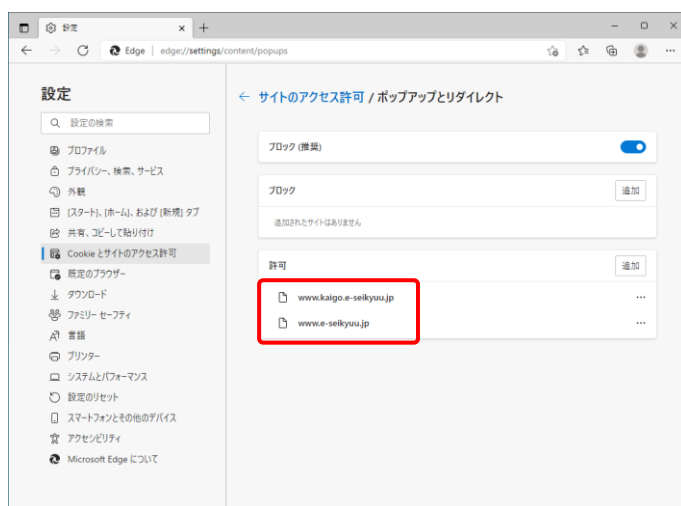 設定
Edge | edge://settings/content/popups
設定
設定の検索
プロファイル
プライバシー、検索、サービス
外観
[スタート]、[ホーム]、および [新規] タブ
共有、コピーして貼り付け
Cookie とサイトのアクセス許可
既定のブラウザー
ダウンロード
ファミリー セーフティ
言語
プリンター
システムとパフォーマンス
設定のリセット
スマートフォンとその他のデバイス
アクセシビリティ
Microsoft Edge について
サイトのアクセス許可 / ポップアップとリダイレクト
ブロック (推奨)
ブロック
追加
追加されたサイトはありません
許可
追加
www.kaigo.e-seikyuu.jp
www.e-seikyuu.jp